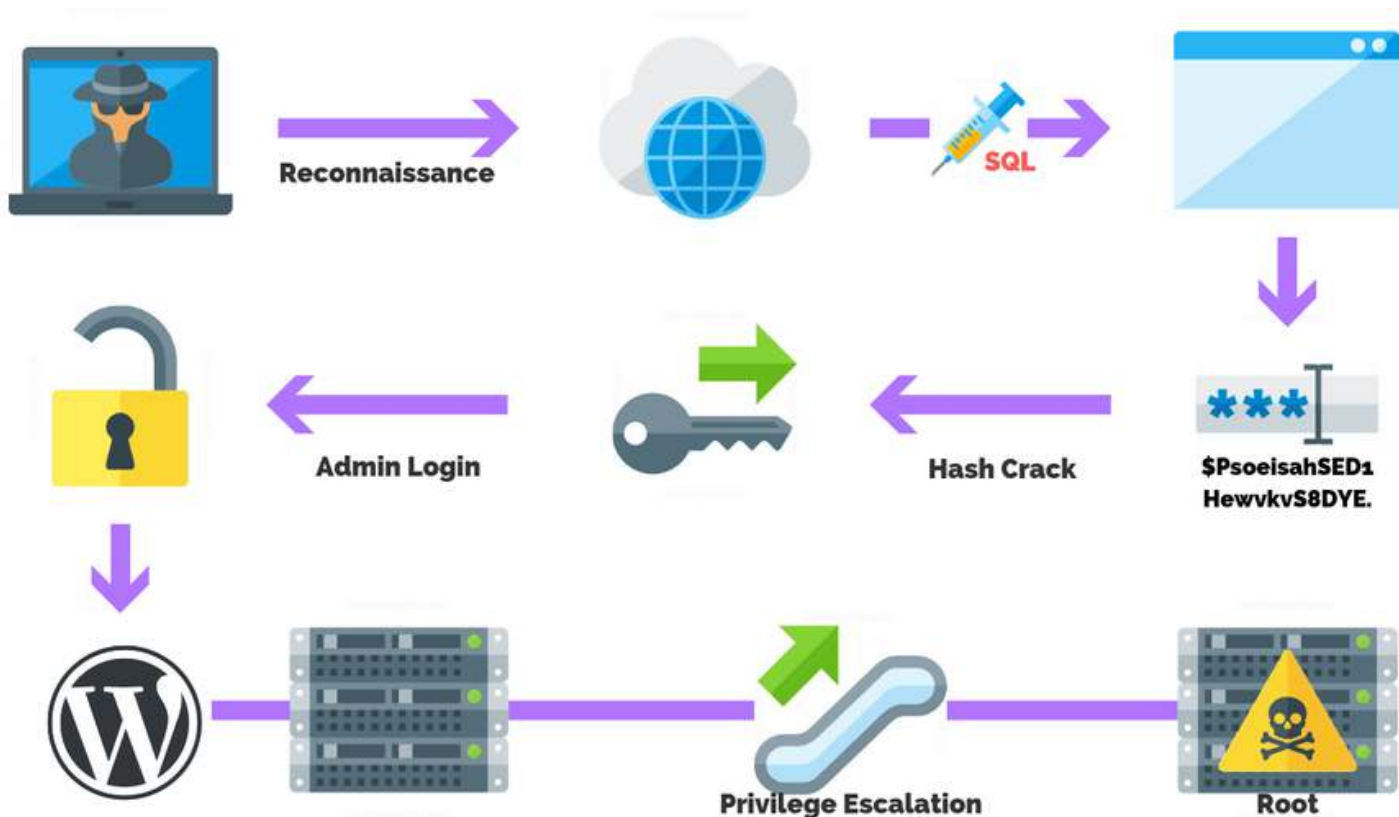 Reconnaissance
SQL
***
$PsoeisahSED1
HewvkvS8DYE.
Hash Crack
Admin Login
W
Privilege Escalation
Root